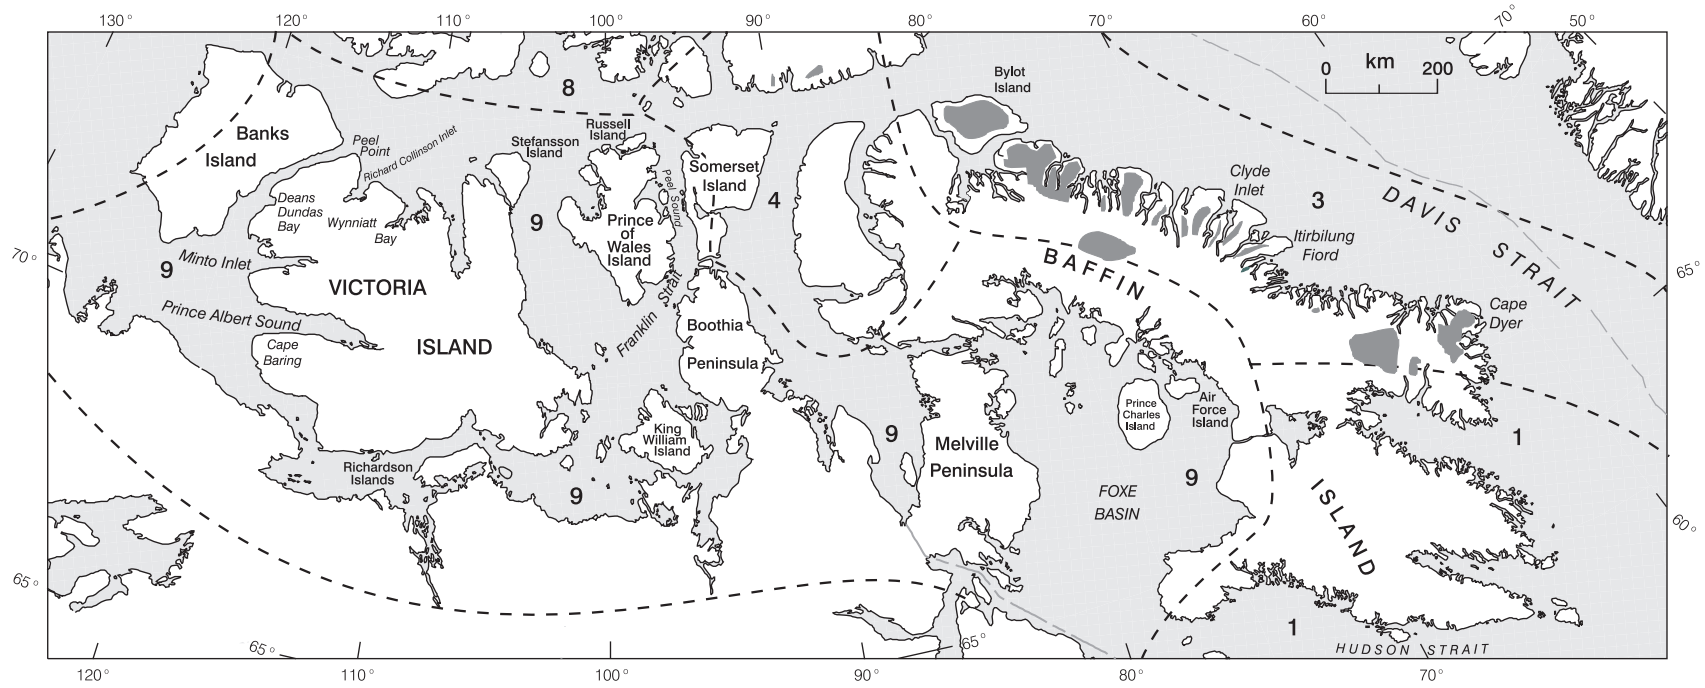 130° 120° 110° 100° 90° 80° 70° 60° 70° 50°
0 km 200
Bylot
Island
8
Banks
Island
Peel
Point
Richard Collinson Inlet
Stefansson
Island
Russell
Island
Somerset
Island
4
Peel
Sound
Clyde
Inlet
3
DAVIS STRAIT
Deans
Dundas
Bay
Wynniatt
Bay
9
Prince
of
Wales
Island
Itirbilung
Fiord
70°
65°
9
Minto Inlet
VICTORIA
ISLAND
BAFFIN
Franklin Strait
Prince Albert Sound
Cape
Baring
Boothia
Peninsula
Cape
Dyer
Prince
Charles
Island
Air
Force
Island
King
William
Island
9
Melville
Peninsula
1
Richardson
Islands
9
9
FOXE
BASIN
ISLAND
60°
65°
1
HUDSON STRAIT
65°
65°
120° 110° 100° 90° 80° 70°